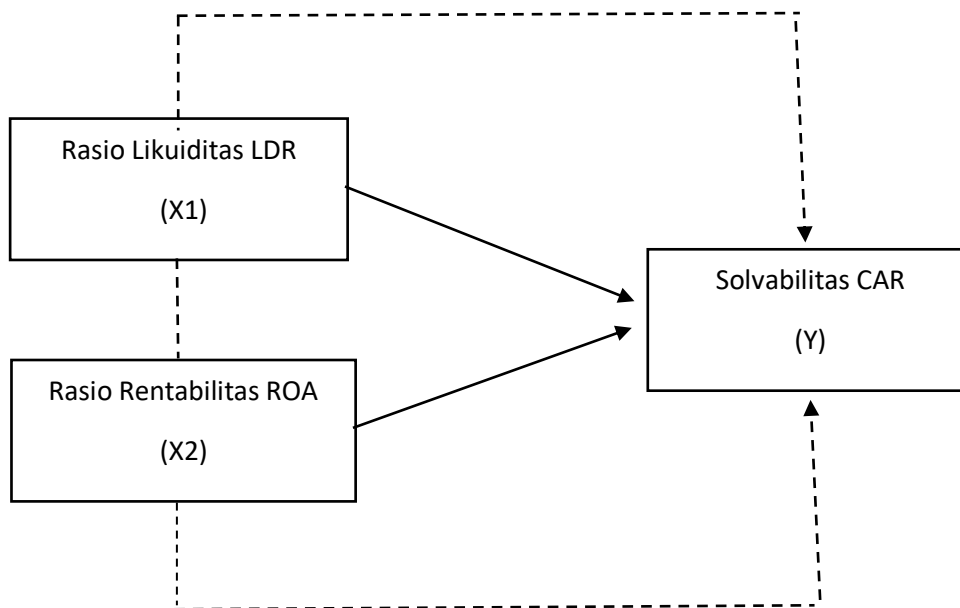 Rasio Likuiditas LDR
(X1)
Solvabilitas CAR
(Y)
Rasio Rentabilitas ROA
(X2)